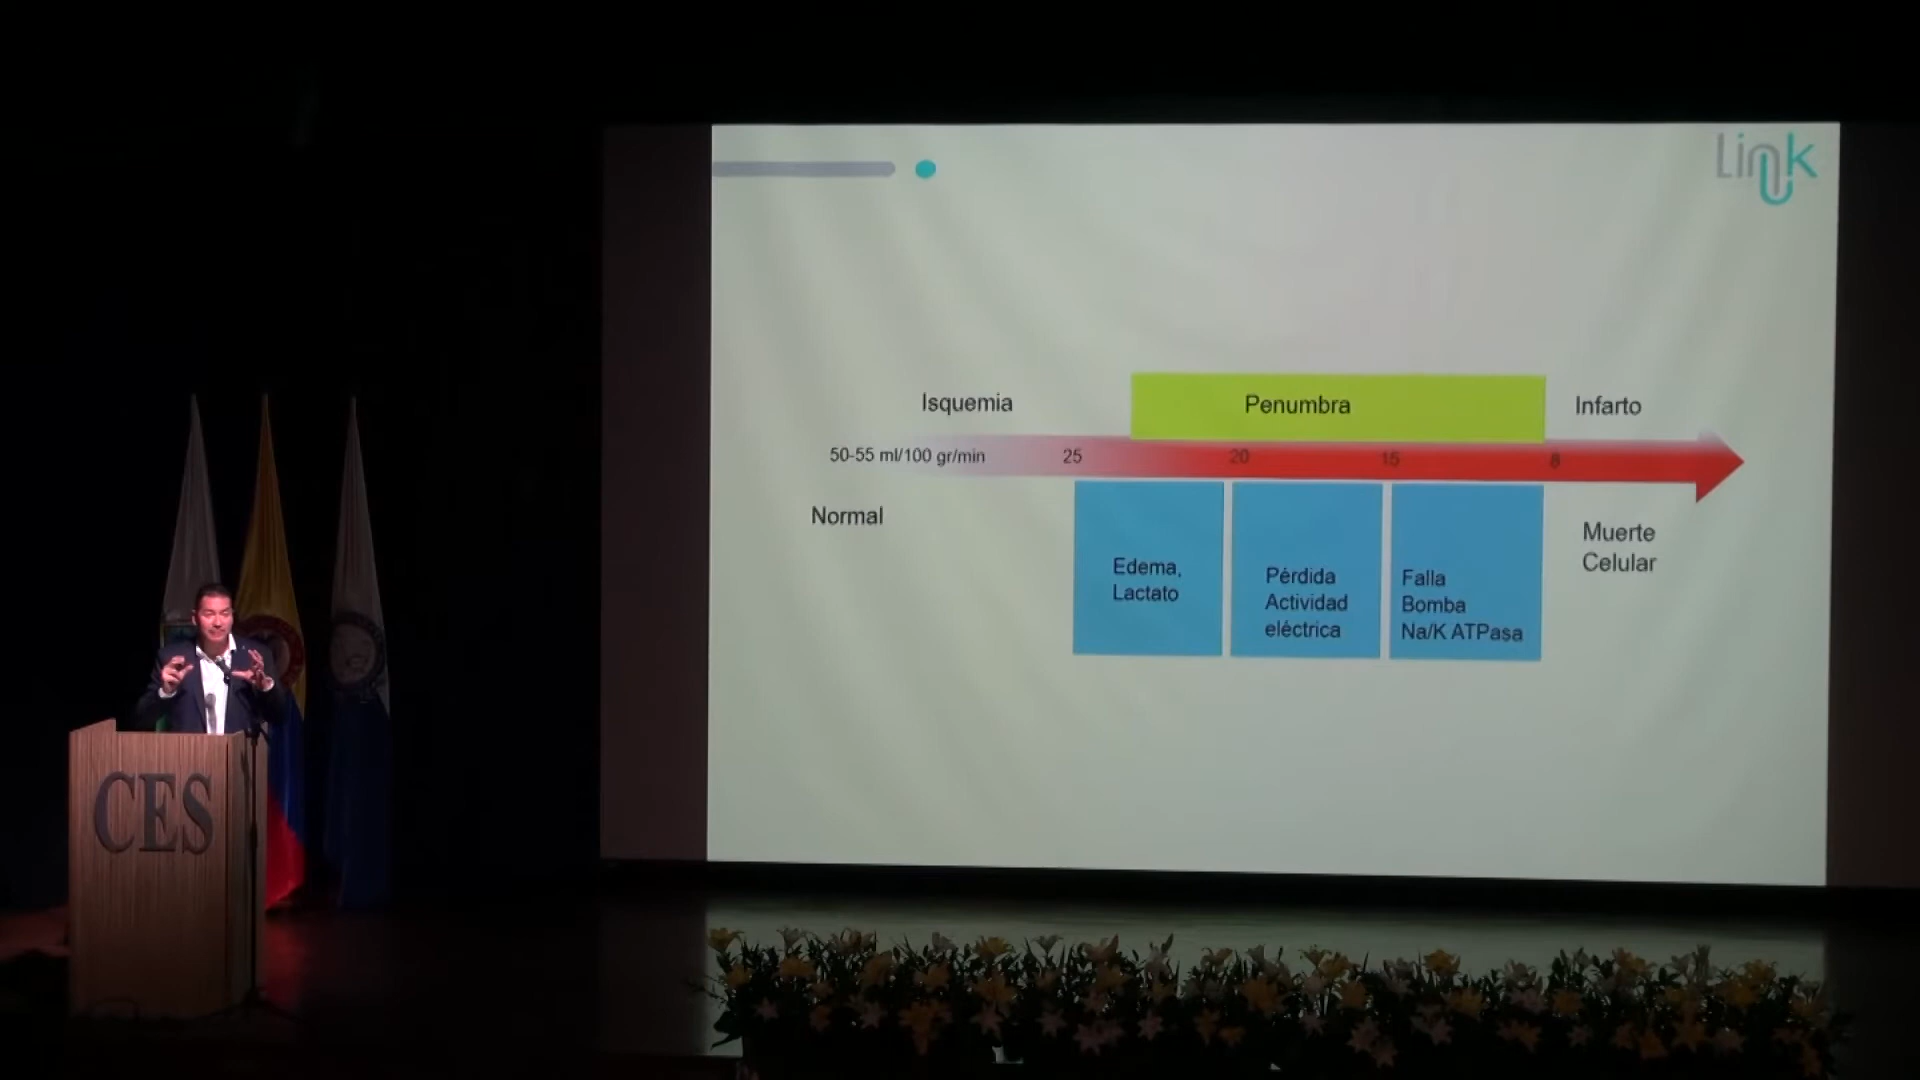 Link
Isquemia
Penumbra
Infarto
50-55 ml/100 gr/min
25
20
15
8
Normal
Edema,
Lactato
Pérdida
Actividad
eléctrica
Falla
Bomba
Na/K ATPasa
Muerte
Celular
CES